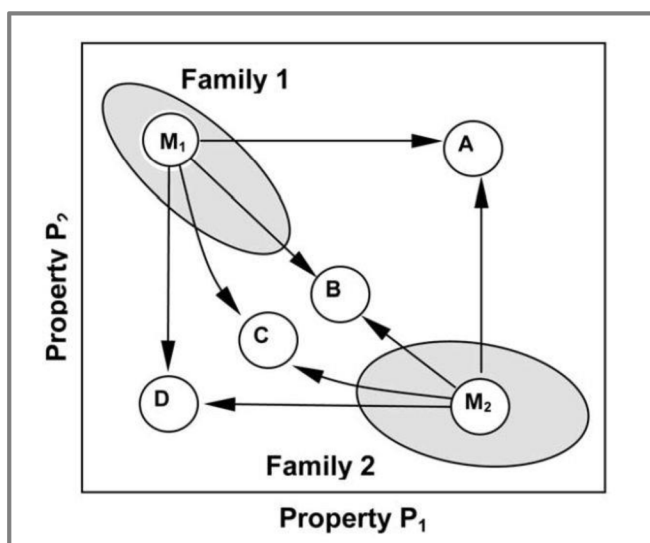 Family 1
M₁
A
B
C
D
M₂
Family 2
Property P₂
Property P₁